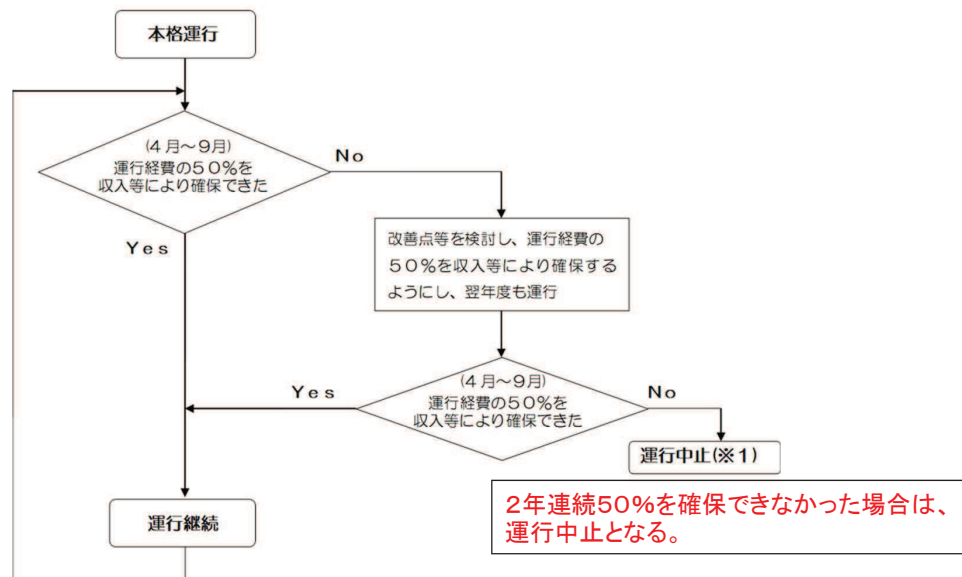 本格運行
(4月～9月)
運行経費の50%を
収入等により確保できた
No
Yes
改善点等を検討し、運行経費の
50%を収入等により確保する
ようにし、翌年度も運行
(4月～9月)
運行経費の50%を
収入等により確保できた
Yes
No
運行中止(※1)
2年連続50%を確保できなかった場合は、
運行中止となる。
運行継続